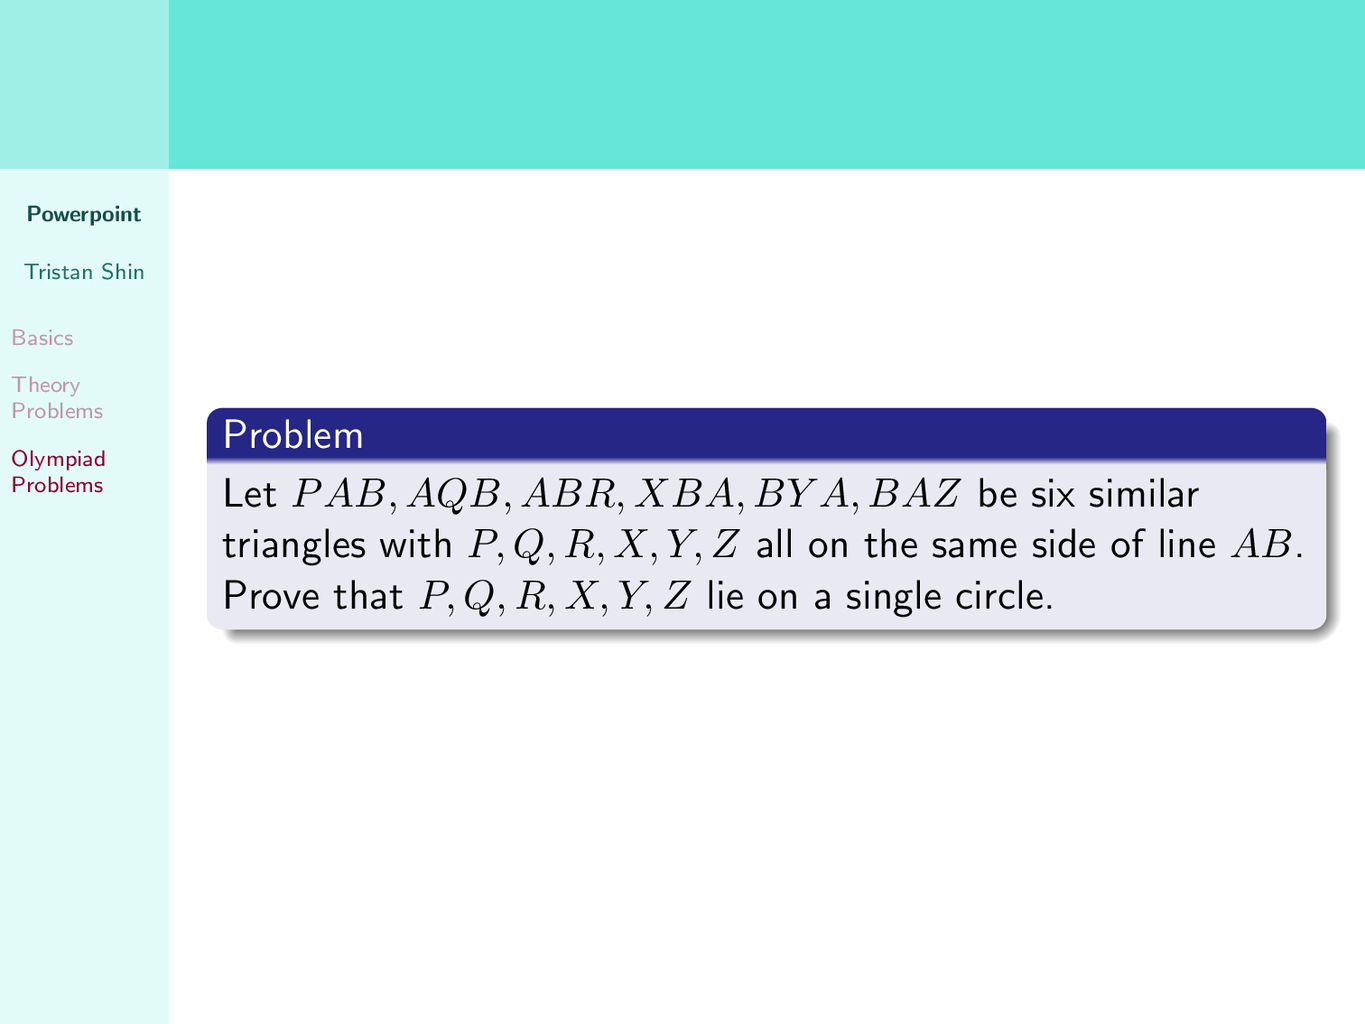 Powerpoint
Tristan Shin
Basics
Theory
Problems
Olympiad
Problems
Problem
Let PAB, AQB, ABR, XBA, BYA, BAZ be six similar
triangles with P, Q, R, X, Y, Z all on the same side of line AB.
Prove that P, Q, R, X, Y, Z lie on a single circle.